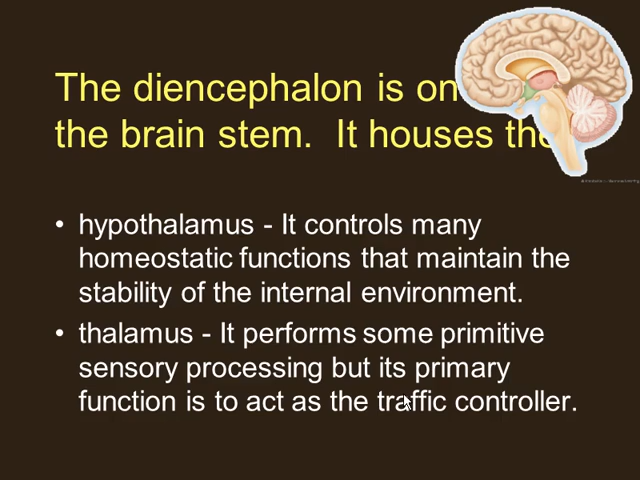 The diencephalon is on
the brain stem.  It houses the
• hypothalamus - It controls many
homeostatic functions that maintain the
stability of the internal environment.
• thalamus - It performs some primitive
sensory processing but its primary
function is to act as the traffic controller.